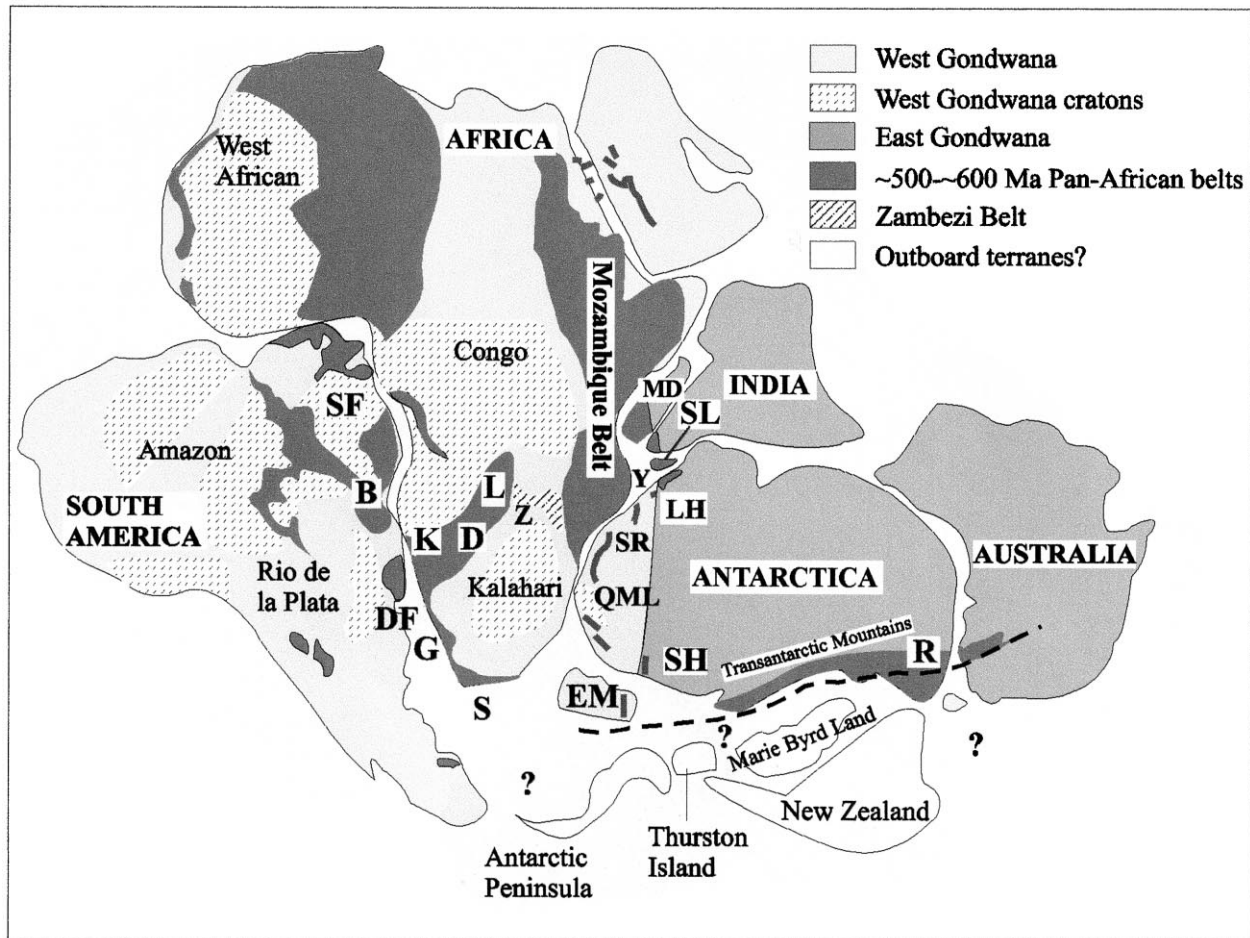 West Gondwana
West Gondwana cratons
East Gondwana
~500-~600 Ma Pan-African belts
Zambezi Belt
Outboard terranes?
West
African
AFRICA
Mozambique Belt
Congo
MD
INDIA
SL
SF
Amazon
B
L
Z
Y
LH
SOUTH
AMERICA
K
D
SR
ANTARCTICA
AUSTRALIA
Rio de
la Plata
Kalahari
QML
DF
G
SH
Transantarctic Mountains
R
S
EM
?
Marie Byrd Land
?
?
New Zealand
Thurston
Island
Antarctic
Peninsula